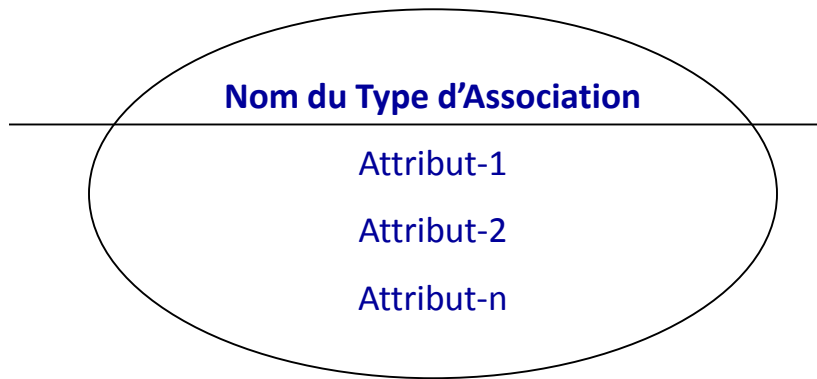 Nom du Type d’Association
Attribut-1
Attribut-2
Attribut-n